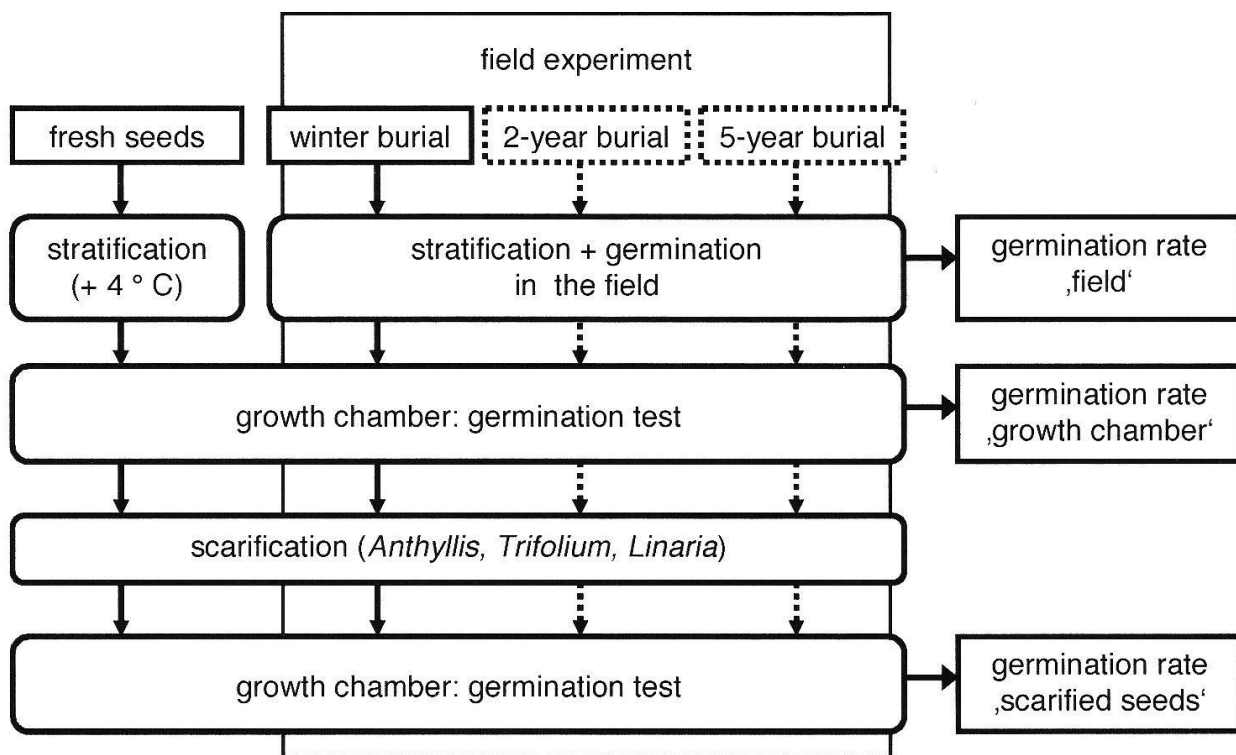 field experiment
fresh seeds
winter burial
2-year burial
5-year burial
stratification
(+ 4 ° C)
stratification + germination
in the field
germination rate
‚field‘
growth chamber: germination test
germination rate
‚growth chamber‘
scarification (Anthyllis, Trifolium, Linaria)
growth chamber: germination test
germination rate
‚scarified seeds‘